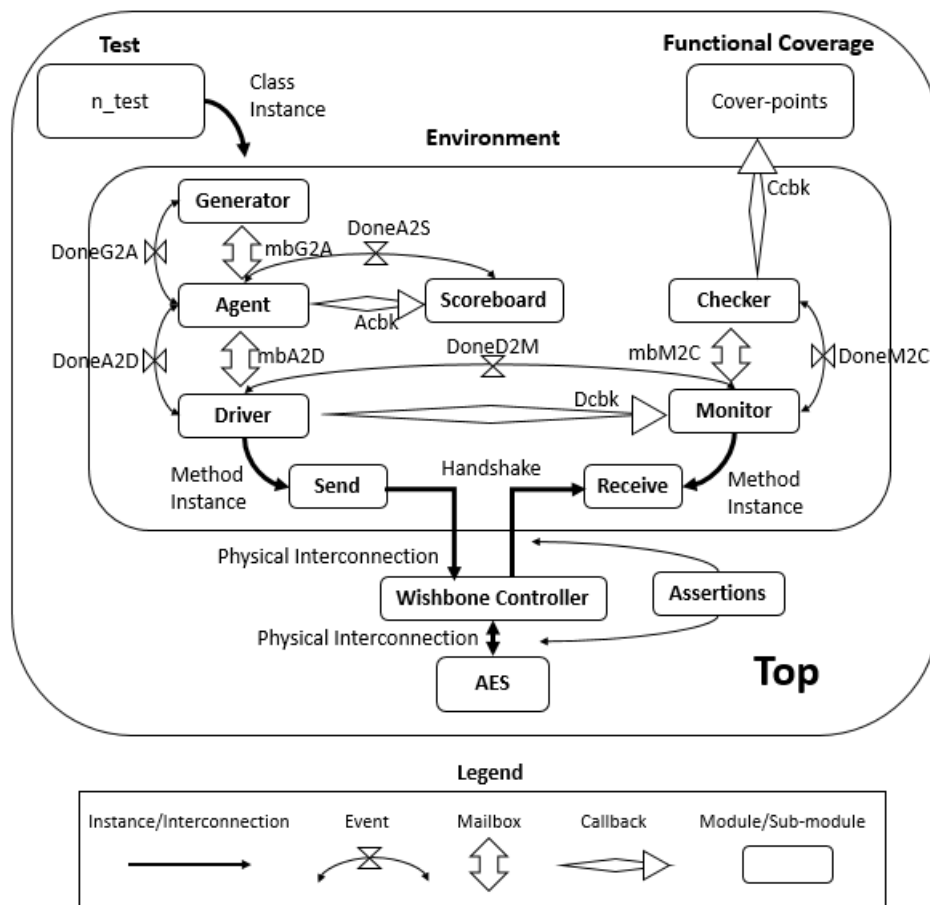 Test
Functional Coverage
n_test
Class
Instance
Cover-points
Environment
Ccbk
Generator
DoneA2S
DoneG2A
mbG2A
Agent
Scoreboard
Checker
Acbk
DoneA2D
mbA2D
DoneD2M
mbM2C
DoneM2C
Driver
Dcbk
Monitor
Method
Instance
Send
Handshake
Receive
Method
Instance
Physical Interconnection
Wishbone Controller
Assertions
Physical Interconnection
AES
Top
Legend
Instance/Interconnection
Event
Mailbox
Callback
Module/Sub-module